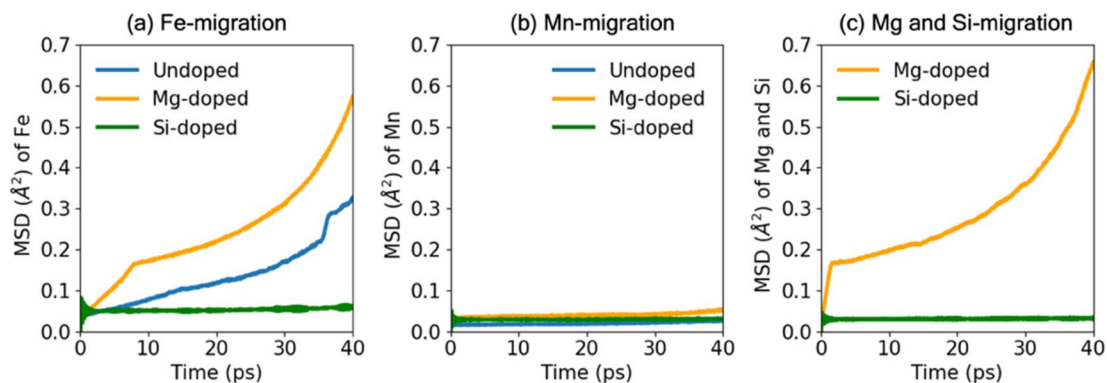 (a) Fe-migration
(b) Mn-migration
(c) Mg and Si-migration
MSD (Å²) of Fe
0.7
0.6
0.5
0.4
0.3
0.2
0.1
0.0
Undoped
Mg-doped
Si-doped
0 10 20 30 40
Time (ps)
MSD (Å²) of Mn
0.7
0.6
0.5
0.4
0.3
0.2
0.1
0.0
Undoped
Mg-doped
Si-doped
0 10 20 30 40
Time (ps)
MSD (Å²) of Mg and Si
0.7
0.6
0.5
0.4
0.3
0.2
0.1
0.0
Mg-doped
Si-doped
0 10 20 30 40
Time (ps)